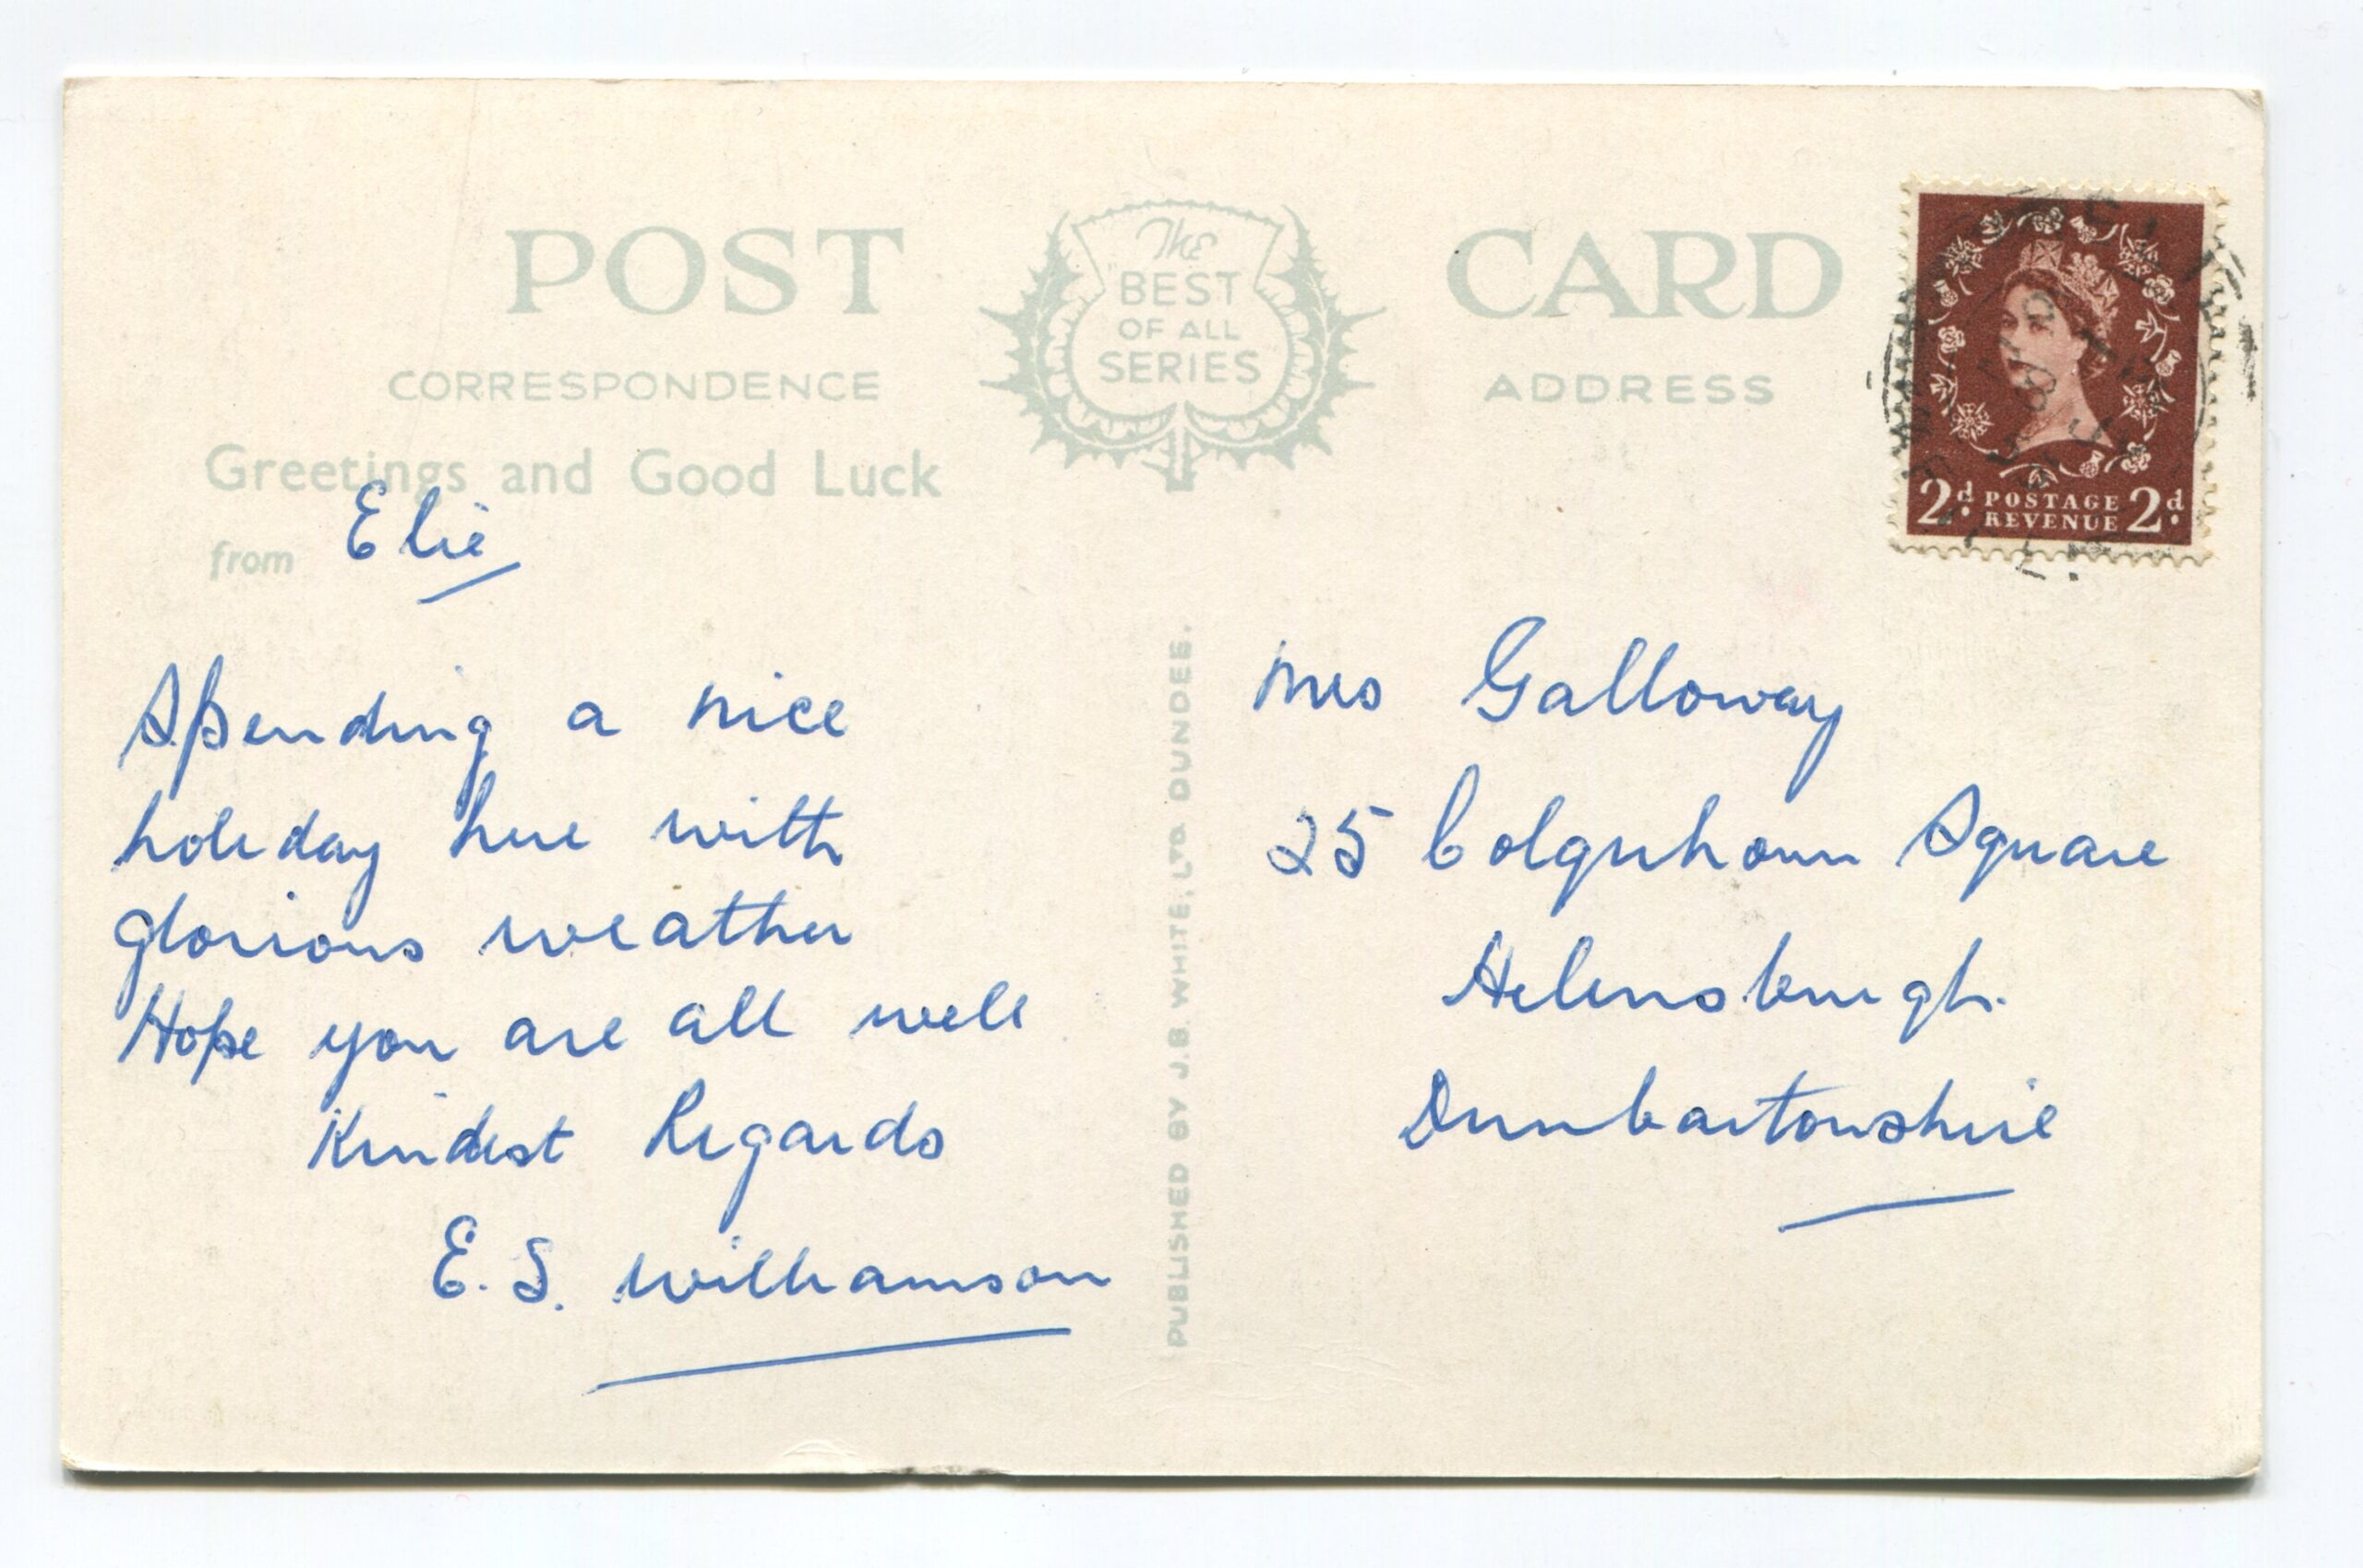 POST CARD
The
BEST
OF ALL
SERIES
CORRESPONDENCE
ADDRESS
Greetings and Good Luck
from Elie
Spending a nice
holiday here with
glorious weather
Hope you are all well
Kindest Regards
E. S. Williamson
PUBLISHED BY J.B. WHITE, LTD. DUNDEE.
2d. POSTAGE 2d.
REVENUE
Mrs Galloway
25 Colquhoun Square
Helensburgh.
Dunbartonshire